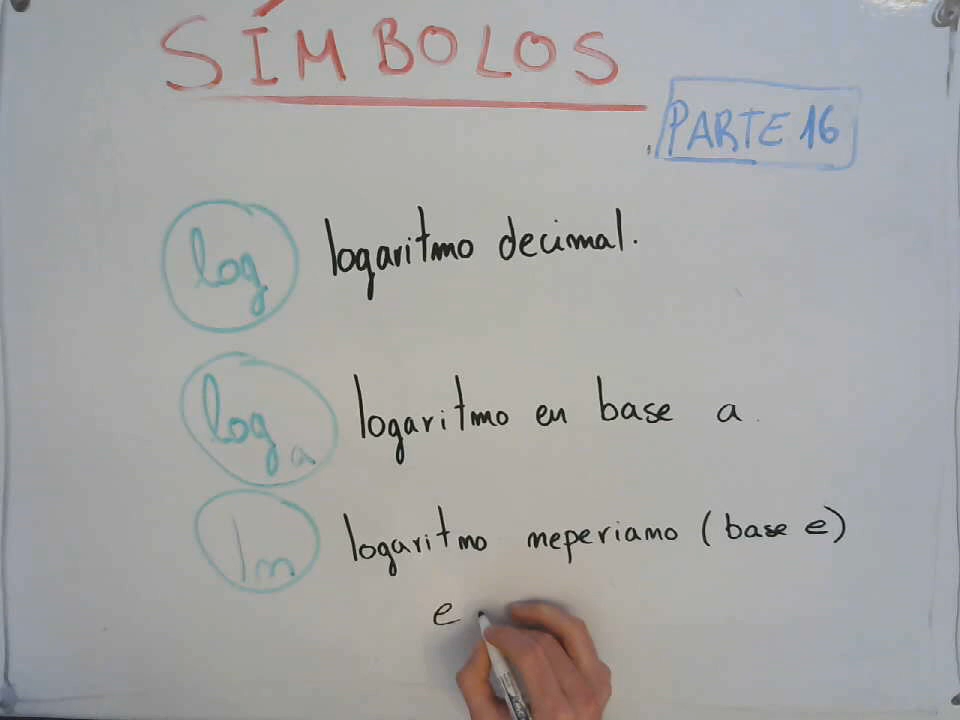 SÍMBOLOS
PARTE 16
log logaritmo decimal.
log a logaritmo en base a.
ln logaritmo neperiano (base e)
e